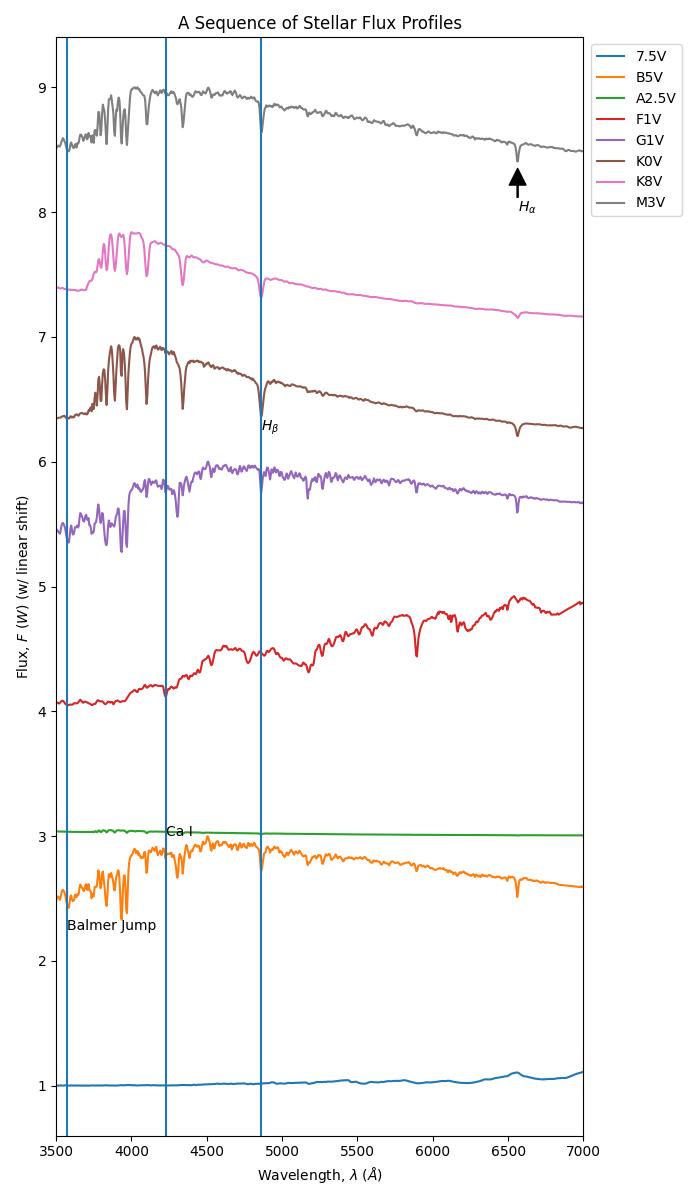 A Sequence of Stellar Flux Profiles
7.5V
B5V
A2.5V
F1V
G1V
K0V
K8V
M3V
9
8
7
6
5
4
3
2
1
Flux, F (W) (w/ linear shift)
Hα
Hβ
Ca I
Balmer Jump
3500 4000 4500 5000 5500 6000 6500 7000
Wavelength, λ (Å)